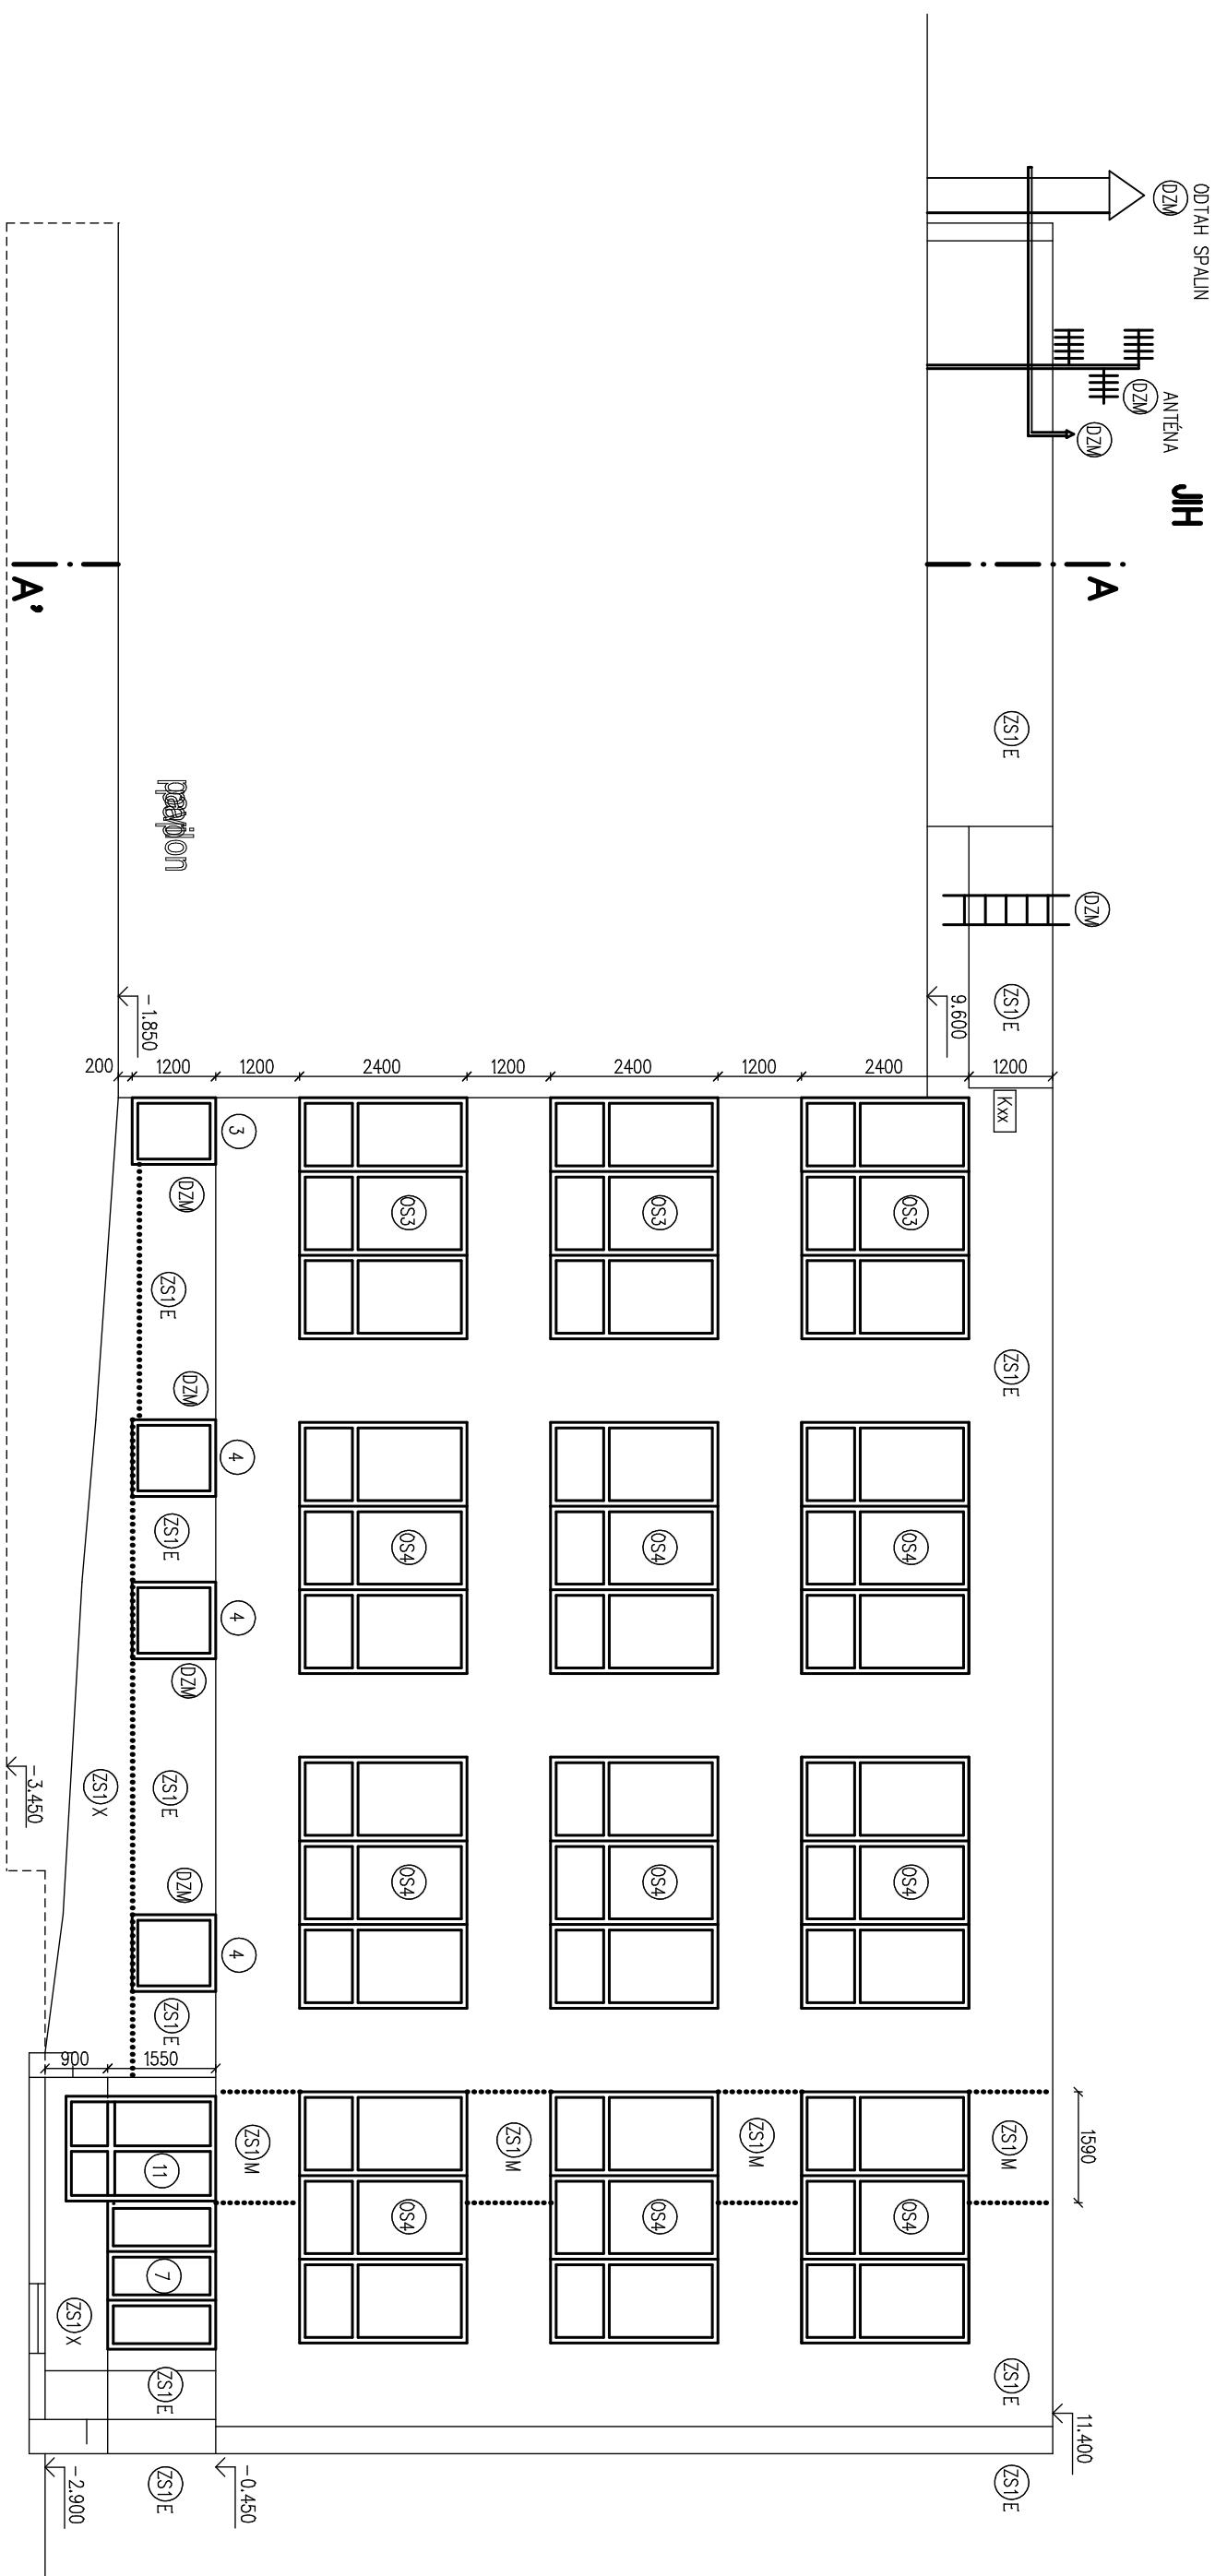 JIH
ODTAH SPALIN
DZM
ANTÉNA
DZM
DZM
A
ZS1 E
DZM
ZS1 E
9.600
Kxx
ZS1 E
1590
ZS1 M
ZS1 E
11.400
ZS1 E
1200
2400
1200
2400
1200
2400
1200
1200
200
OS3
OS4
OS4
OS4
ZS1 M
OS3
OS4
OS4
OS4
ZS1 M
OS3
OS4
OS4
OS4
ZS1 M
-1.850
3
4
4
4
-0.450
DZM
DZM
DZM
DZM
ZS1 E
ZS1 E
ZS1 E
ZS1 E
1550
900
11
7
ZS1 E
ZS1 E
ZS1 X
ZS1 X
-2.900
-3.450
A'